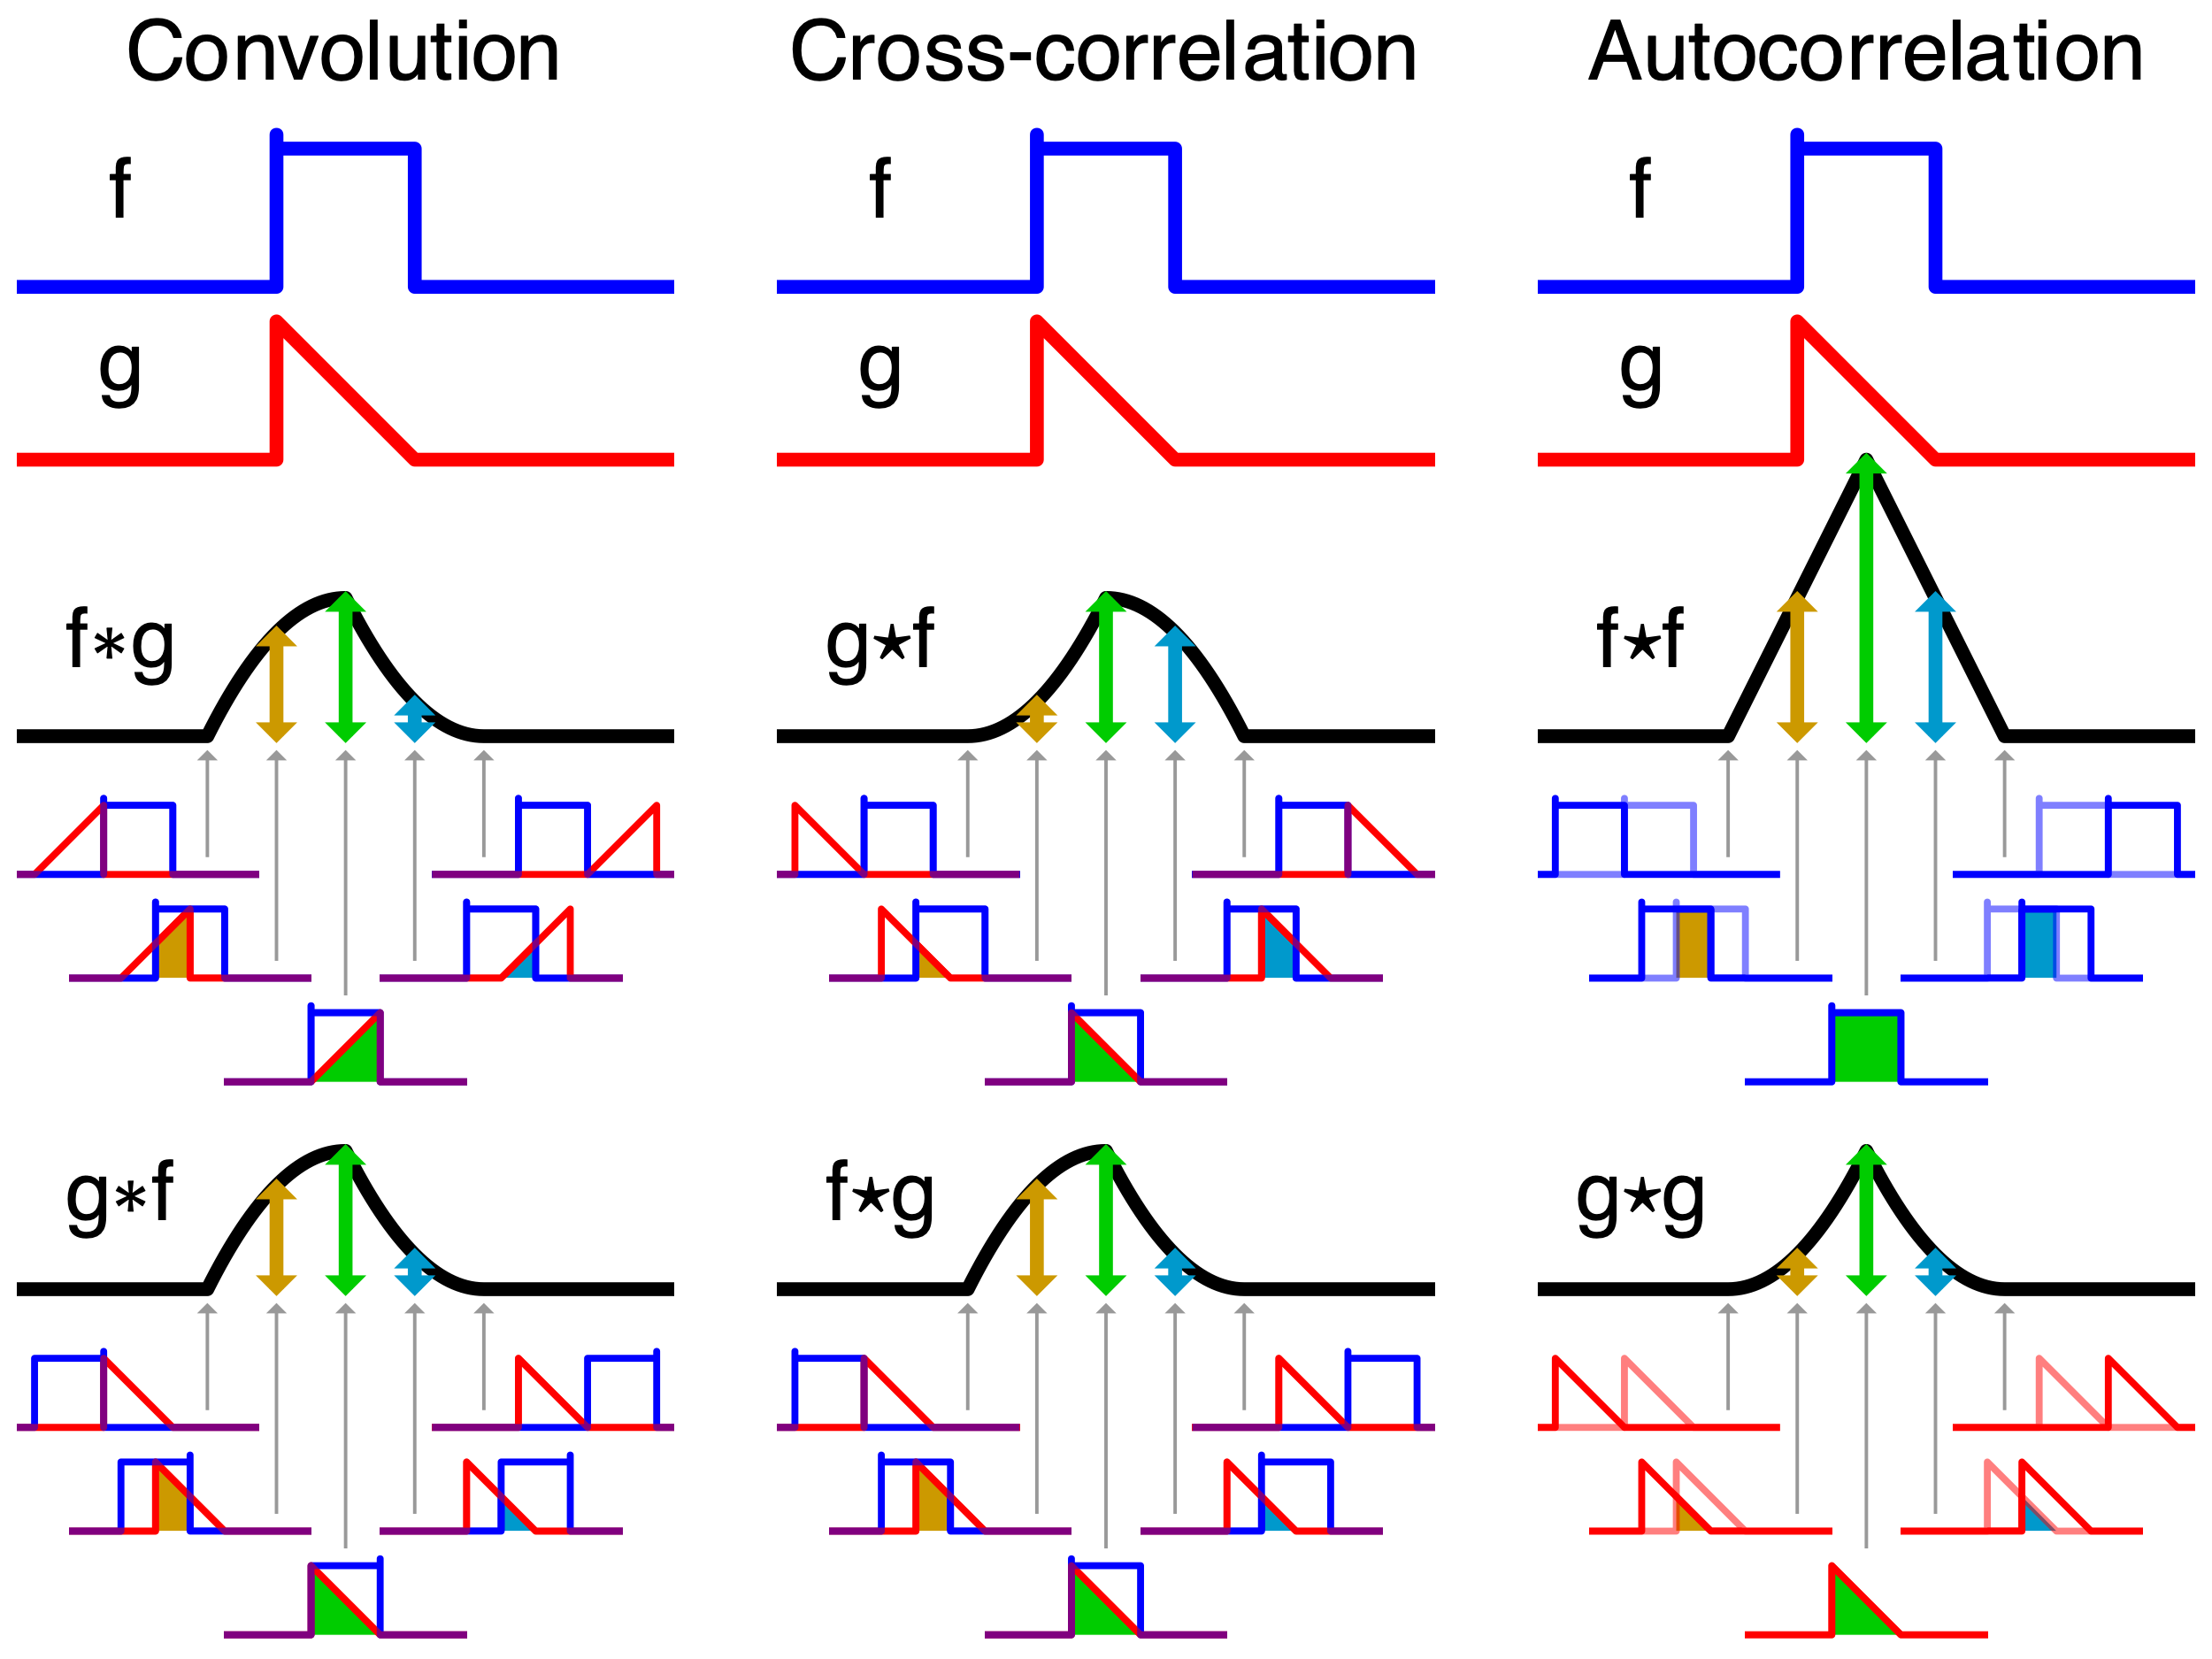 Convolution Cross-correlation Autocorrelation
f f f
g g g
f∗g g⋆f f⋆f
g∗f f⋆g g⋆g